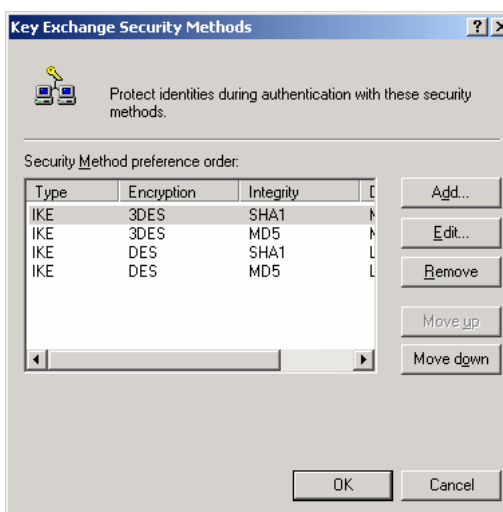 Key Exchange Security Methods
Protect identities during authentication with these security
methods.
Security Method preference order:
Type Encryption Integrity
IKE 3DES SHA1
IKE 3DES MD5
IKE DES SHA1
IKE DES MD5
Add...
Edit...
Remove
Move up
Move down
OK Cancel